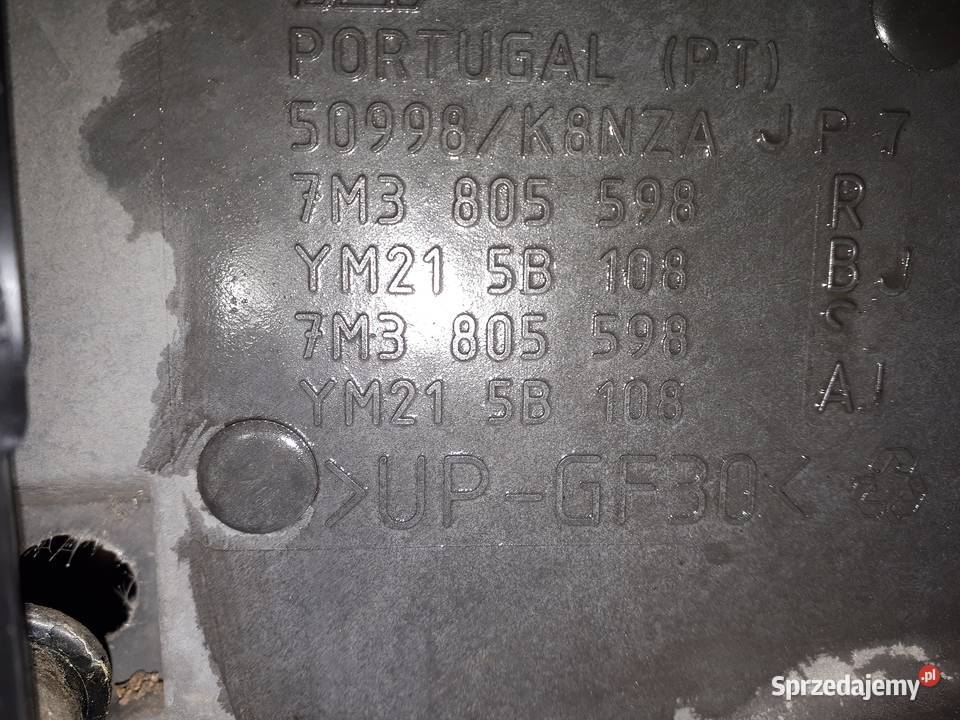 PORTUGAL (PT)
50998/K8NZA J P 7
7M3 805 598 R
YM21 5B 108 B J
7M3 805 598 S
YM21 5B 108 A J
>UP-GF30<
Sprzedajemy.pl